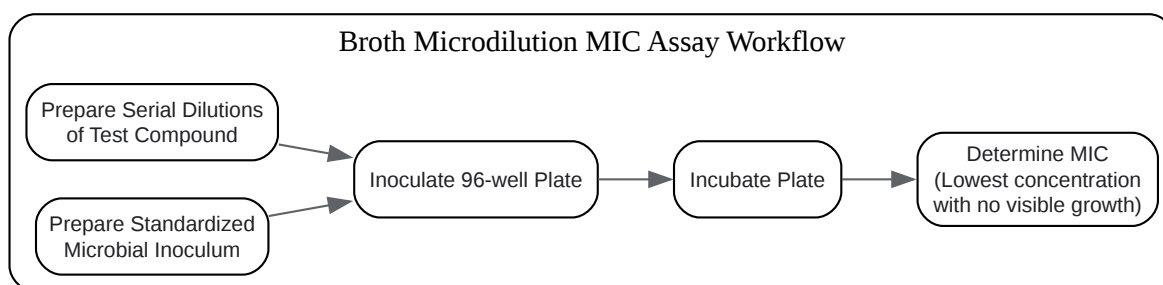 Broth Microdilution MIC Assay Workflow
Prepare Serial Dilutions
of Test Compound
Prepare Standardized
Microbial Inoculum
Inoculate 96-well Plate
Incubate Plate
Determine MIC
(Lowest concentration
with no visible growth)